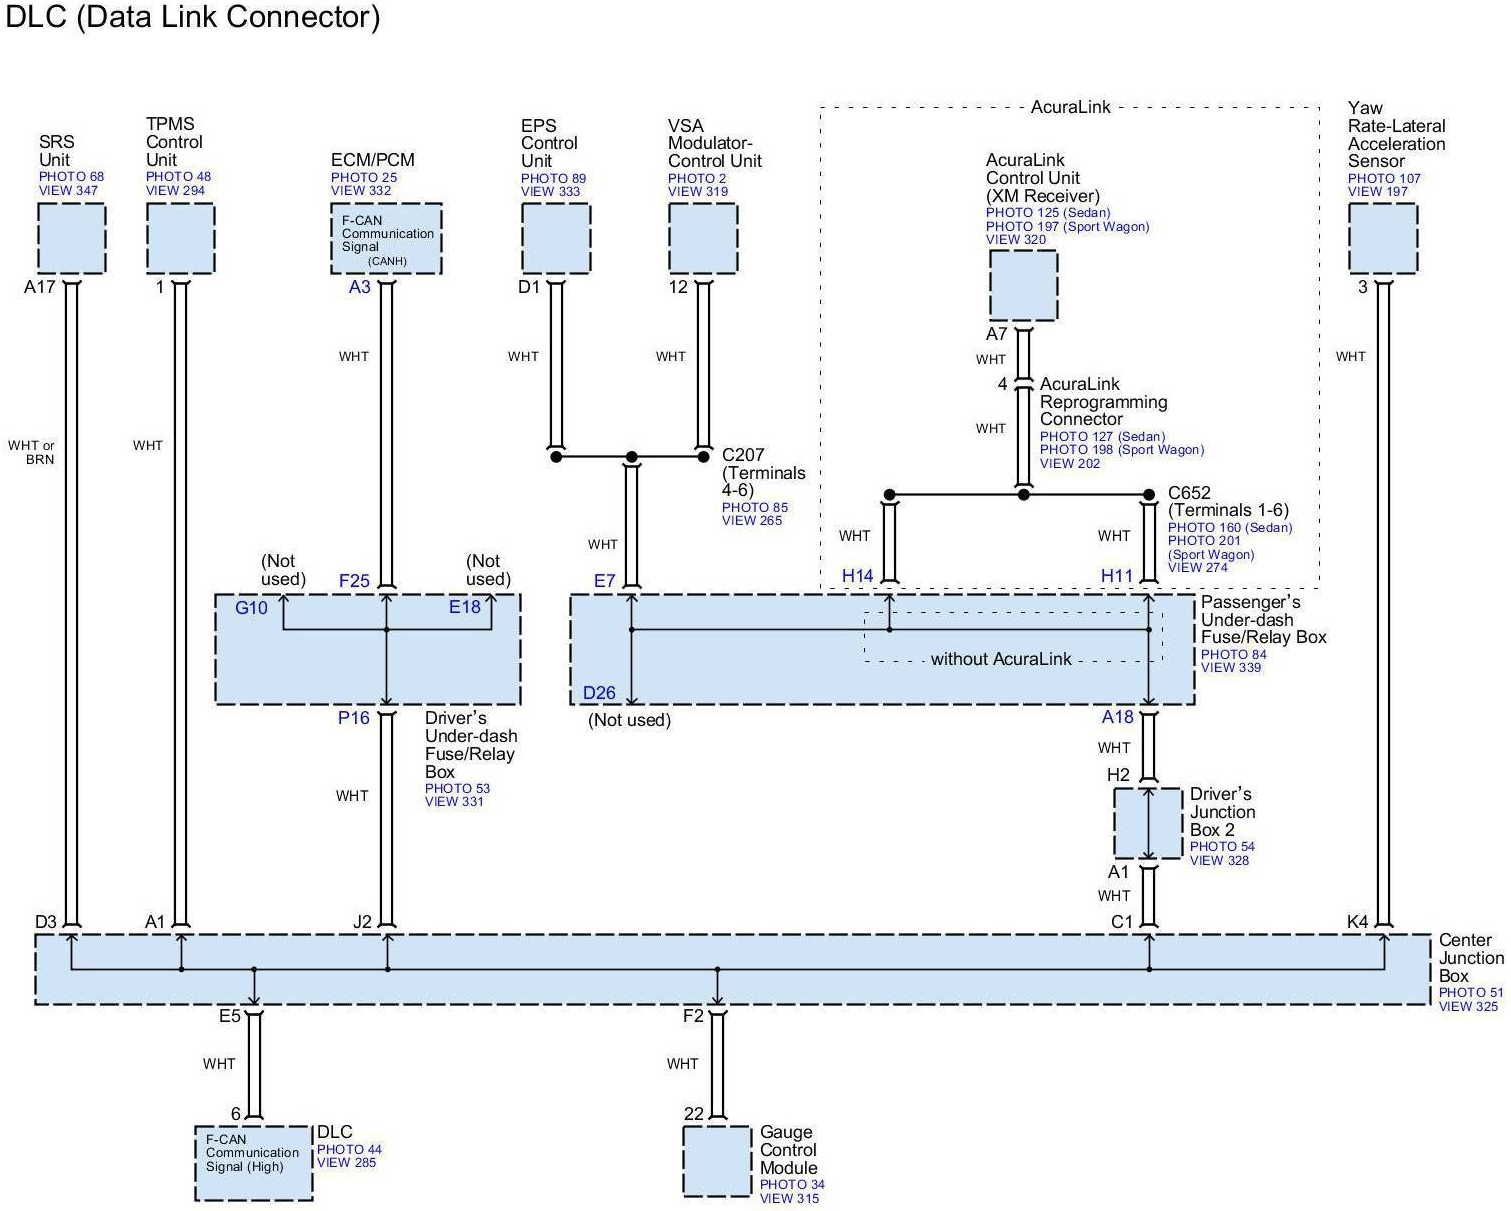 DLC (Data Link Connector)
SRS
Unit
PHOTO 68
VIEW 347
A17
TPMS
Control
Unit
PHOTO 48
VIEW 294
1
ECM/PCM
PHOTO 25
VIEW 332
F-CAN
Communication
Signal
(CANH)
A3
EPS
Control
Unit
PHOTO 89
VIEW 333
D1
VSA
Modulator-
Control Unit
PHOTO 2
VIEW 319
12
AcuraLink
AcuraLink
Control Unit
(XM Receiver)
PHOTO 125 (Sedan)
PHOTO 197 (Sport Wagon)
VIEW 320
A7
WHT
4
AcuraLink
Reprogramming
Connector
PHOTO 127 (Sedan)
PHOTO 198 (Sport Wagon)
VIEW 202
WHT
Yaw
Rate-Lateral
Acceleration
Sensor
PHOTO 107
VIEW 197
3
WHT
WHT
WHT
WHT
WHT or
BRN
WHT
C207
(Terminals
4-6)
PHOTO 85
VIEW 265
C652
(Terminals 1-6)
PHOTO 160 (Sedan)
PHOTO 201
(Sport Wagon)
VIEW 274
WHT
WHT
WHT
(Not
used)
F25
(Not
used)
E7
H14
H11
G10
E18
Passenger's
Under-dash
Fuse/Relay Box
PHOTO 84
VIEW 339
without AcuraLink
D26
(Not used)
P16
Driver's
Under-dash
Fuse/Relay
Box
PHOTO 53
VIEW 331
WHT
A18
WHT
H2
Driver's
Junction
Box 2
PHOTO 54
VIEW 328
A1
WHT
D3
A1
J2
C1
K4
Center
Junction
Box
PHOTO 51
VIEW 325
E5
F2
WHT
WHT
6
22
F-CAN
Communication
Signal (High)
DLC
PHOTO 44
VIEW 285
Gauge
Control
Module
PHOTO 34
VIEW 315